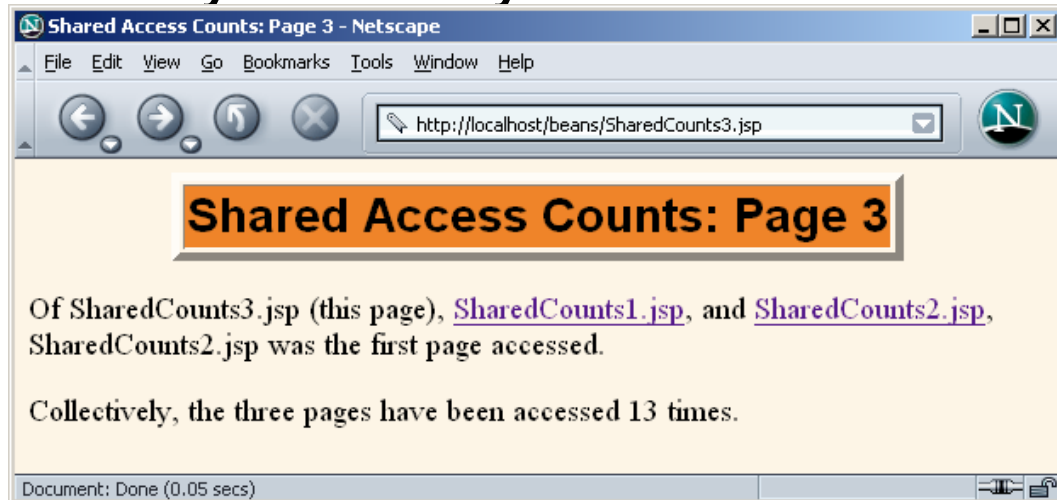 Shared Access Counts: Page 3 - Netscape
File Edit View Go Bookmarks Tools Window Help
http://localhost/beans/SharedCounts3.jsp
N
Shared Access Counts: Page 3
Of SharedCounts3.jsp (this page), SharedCounts1.jsp, and SharedCounts2.jsp,
SharedCounts2.jsp was the first page accessed.
Collectively, the three pages have been accessed 13 times.
Document: Done (0.05 secs)